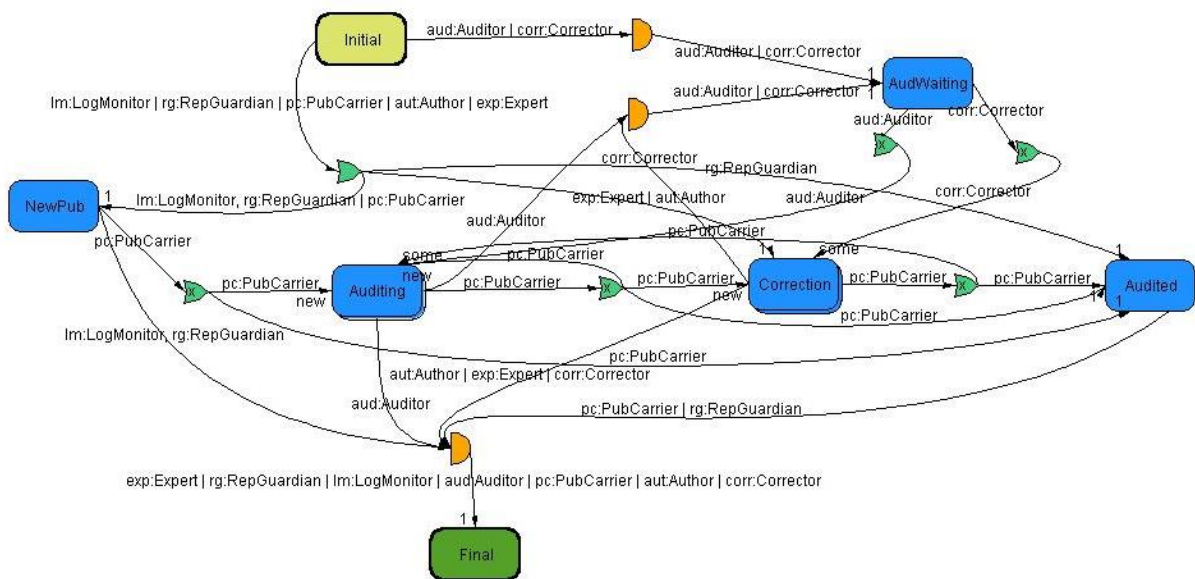 Initial
aud:Auditor | corr:Corrector
aud:Auditor | corr:Corrector
1
AudWaiting
lm:LogMonitor | rg:RepGuardian | pc:PubCarrier | aut:Author | exp:Expert
aud:Auditor | corr:Corrector
1
aud:Auditor
corr:Corrector
X
X
corr:Corrector
rg:RepGuardian
NewPub
1
lm:LogMonitor, rg:RepGuardian | pc:PubCarrier
exp:Expert | aut:Author
aud:Auditor
corr:Corrector
aud:Auditor
pc:PubCarrier
pc:PubCarrier
some
pc:PubCarrier
1
some
1
new
X
pc:PubCarrier
new
Auditing
pc:PubCarrier
X
pc:PubCarrier
new
Correction
pc:PubCarrier
X
pc:PubCarrier
Audited
1
1
pc:PubCarrier
lm:LogMonitor, rg:RepGuardian
pc:PubCarrier
aut:Author | exp:Expert | corr:Corrector
aud:Auditor
pc:PubCarrier | rg:RepGuardian
exp:Expert | rg:RepGuardian | lm:LogMonitor | aud:Auditor | pc:PubCarrier | aut:Author | corr:Corrector
1
Final